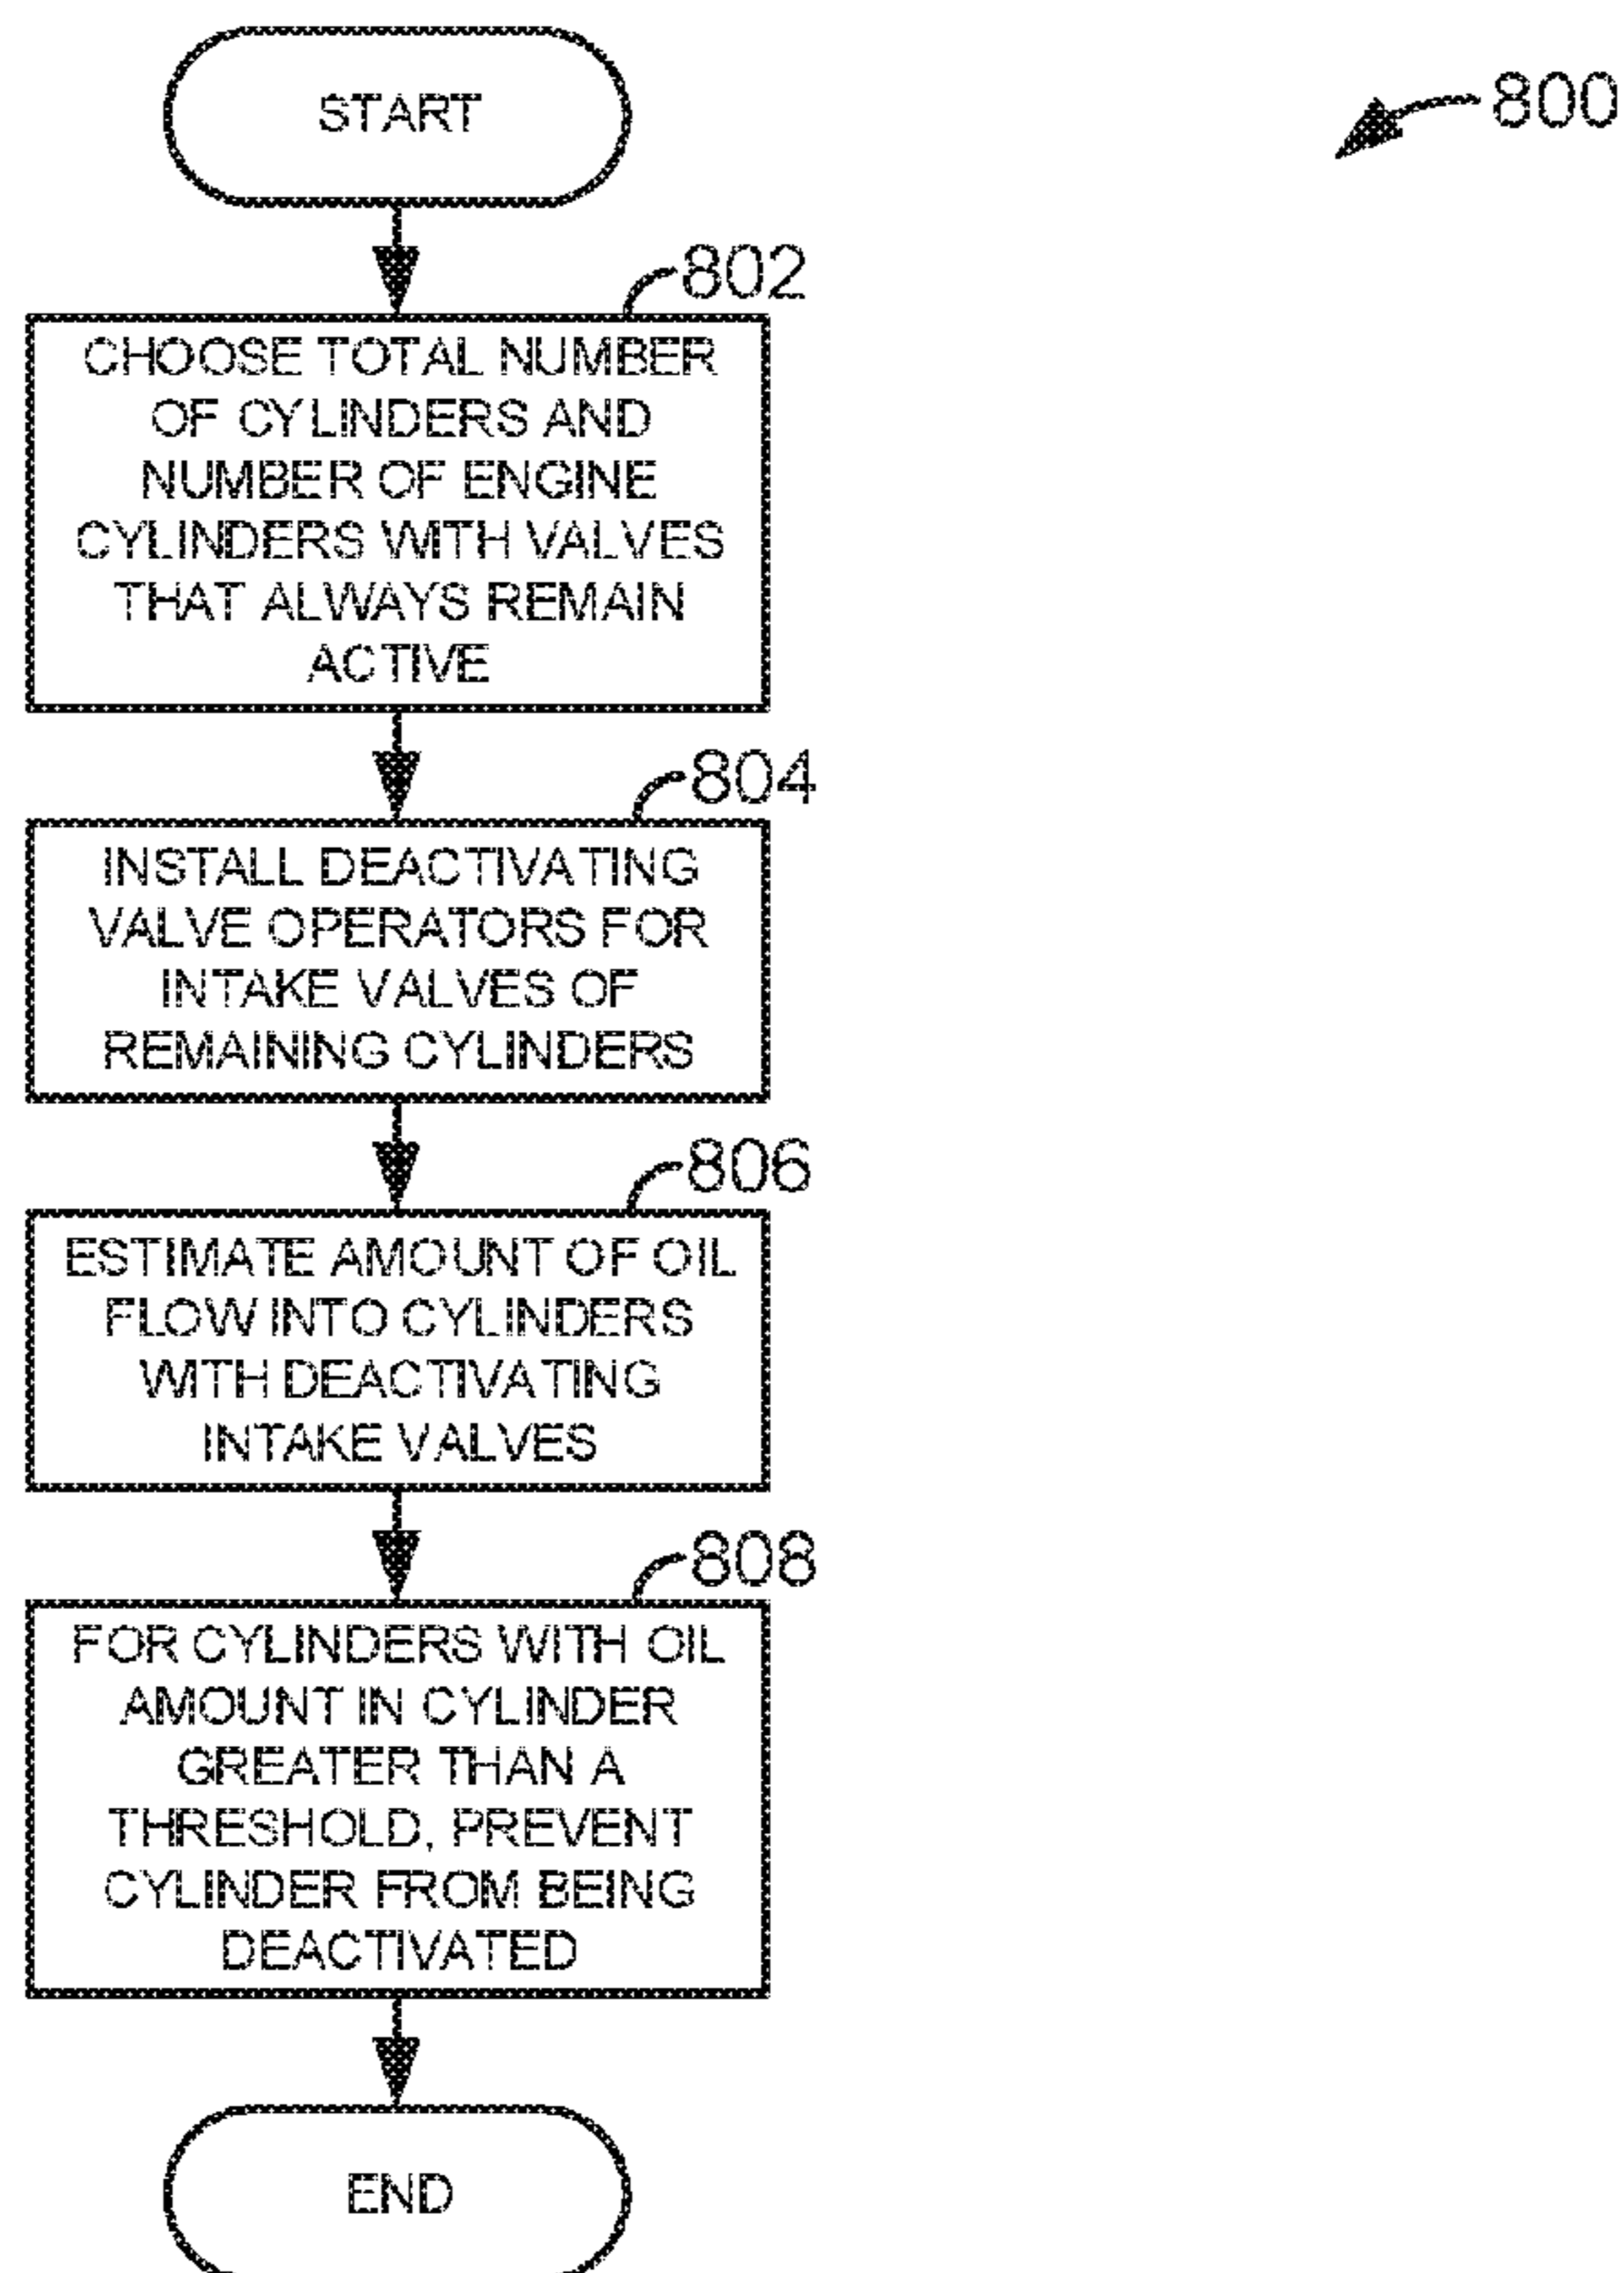 START
800
802
CHOOSE TOTAL NUMBER
OF CYLINDERS AND
NUMBER OF ENGINE
CYLINDERS WITH VALVES
THAT ALWAYS REMAIN
ACTIVE
804
INSTALL DEACTIVATING
VALVE OPERATORS FOR
INTAKE VALVES OF
REMAINING CYLINDERS
806
ESTIMATE AMOUNT OF OIL
FLOW INTO CYLINDERS
WITH DEACTIVATING
INTAKE VALVES
808
FOR CYLINDERS WITH OIL
AMOUNT IN CYLINDER
GREATER THAN A
THRESHOLD, PREVENT
CYLINDER FROM BEING
DEACTIVATED
END